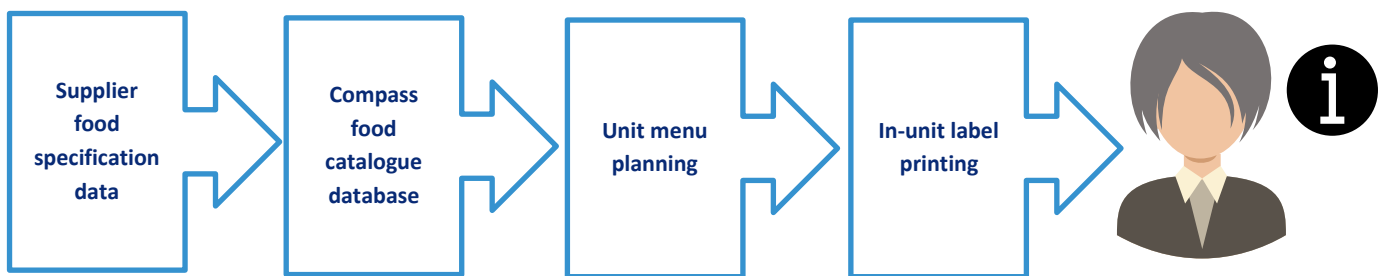 Supplier
food
specification
data
Compass
food
catalogue
database
Unit menu
planning
In-unit label
printing
i